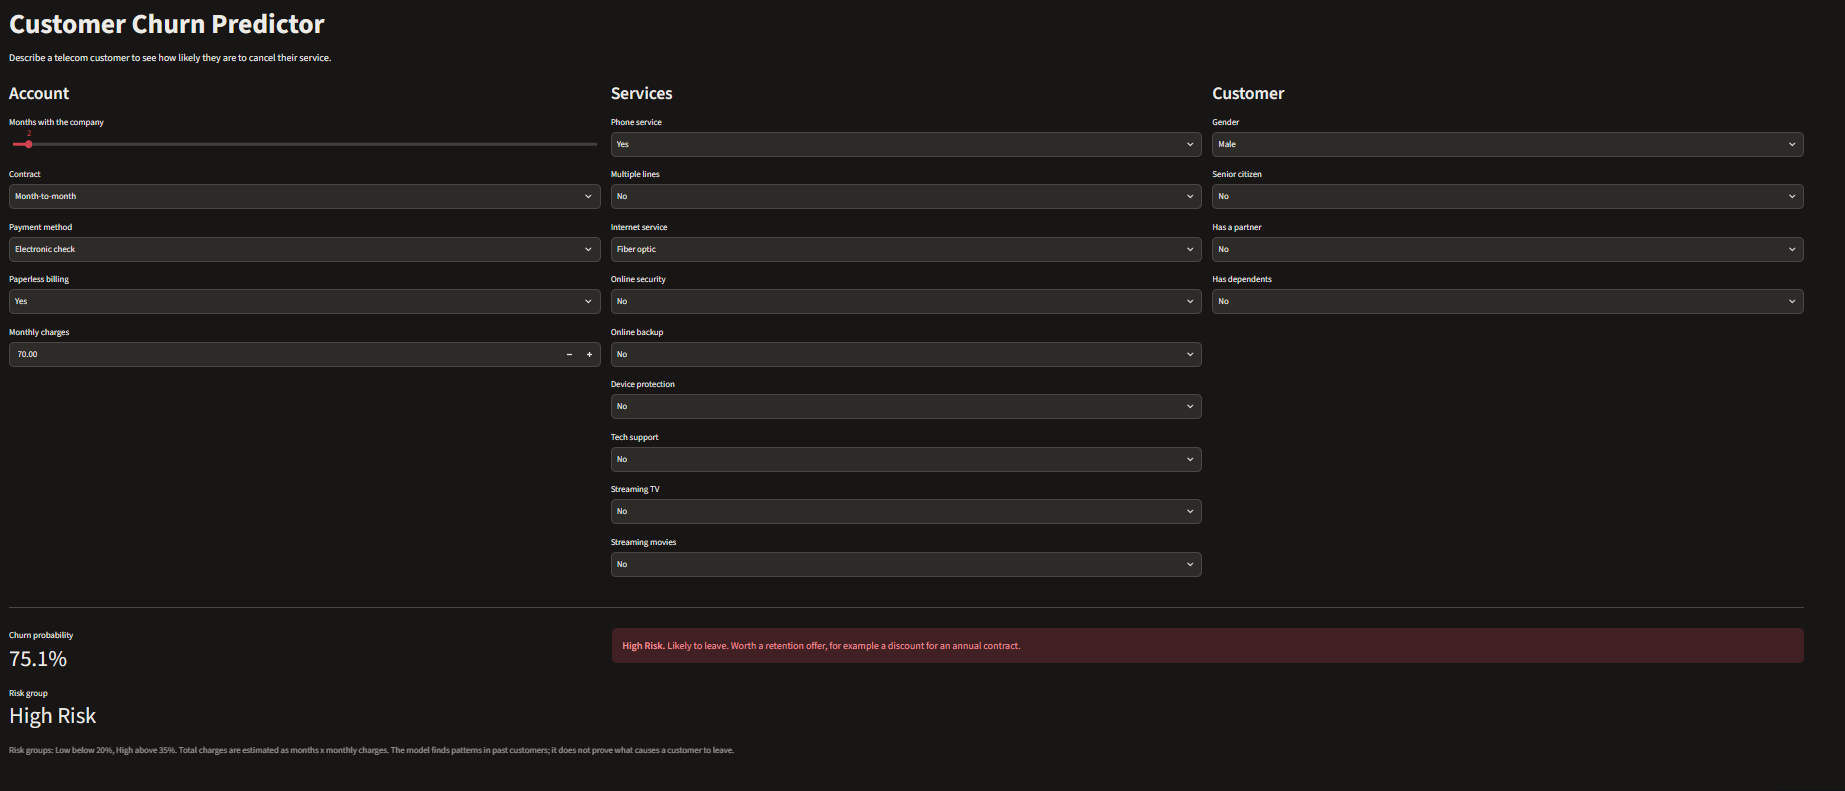 Customer Churn Predictor
Describe a telecom customer to see how likely they are to cancel their service.
Account
Months with the company
2
Contract
Month-to-month
Payment method
Electronic check
Paperless billing
Yes
Monthly charges
70.00
Services
Phone service
Yes
Multiple lines
No
Internet service
Fiber optic
Online security
No
Online backup
No
Device protection
No
Tech support
No
Streaming TV
No
Streaming movies
No
Customer
Gender
Male
Senior citizen
No
Has a partner
No
Has dependents
No
Churn probability
75.1%
Risk group
High Risk
High Risk. Likely to leave. Worth a retention offer, for example a discount for an annual contract.
Risk groups: Low below 20%, High above 35%. Total charges are estimated as months x monthly charges. The model finds patterns in past customers; it does not prove what causes a customer to leave.